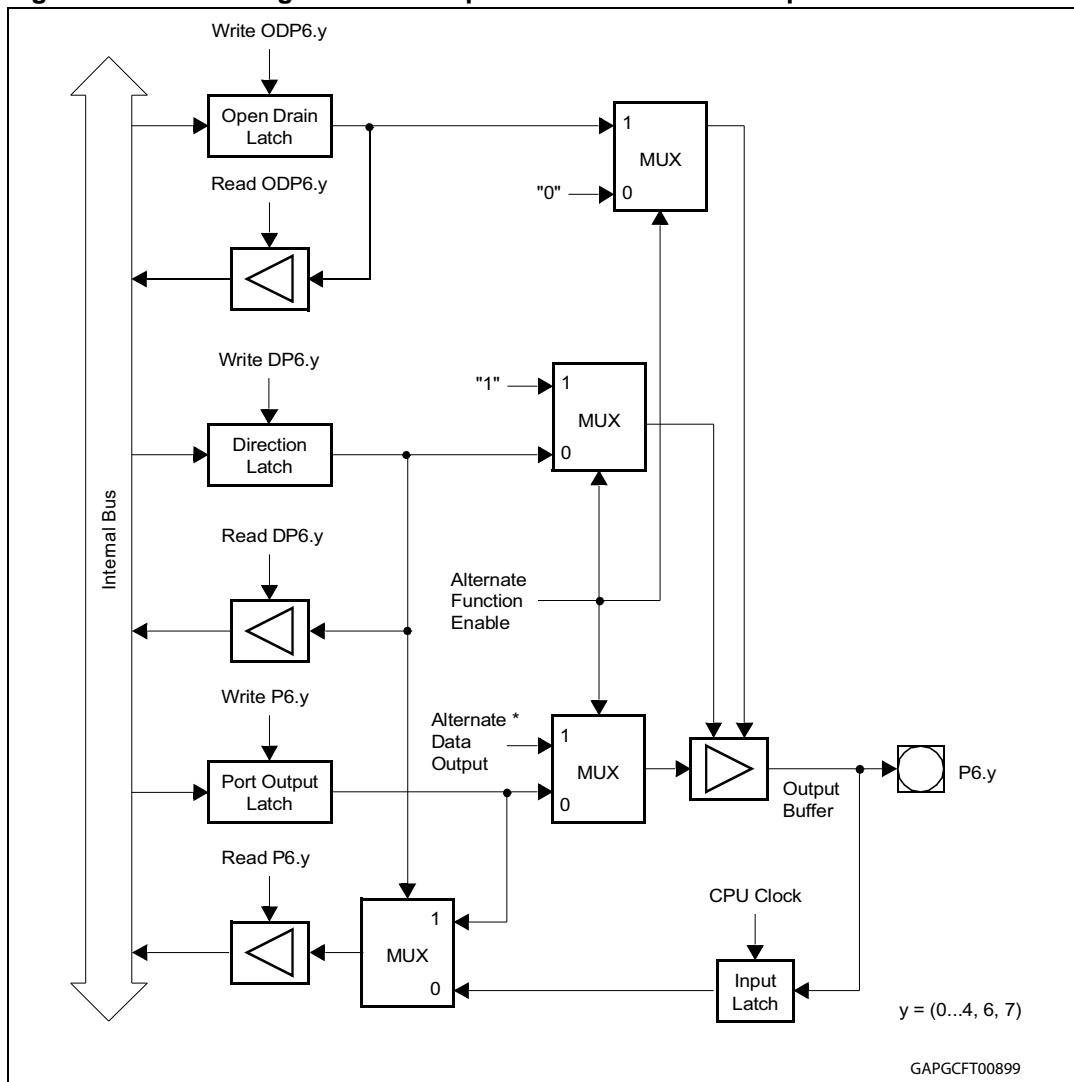 Write ODP6.y
Open Drain
Latch
1
MUX
"0"
0
Read ODP6.y
Write DP6.y
"1"
1
MUX
0
Direction
Latch
Internal Bus
Read DP6.y
Alternate
Function
Enable
Write P6.y
Alternate *
Data
Output
1
MUX
0
Port Output
Latch
Output
Buffer
P6.y
Read P6.y
CPU Clock
1
MUX
0
Input
Latch
y = (0...4, 6, 7)
GAPGCFT00899